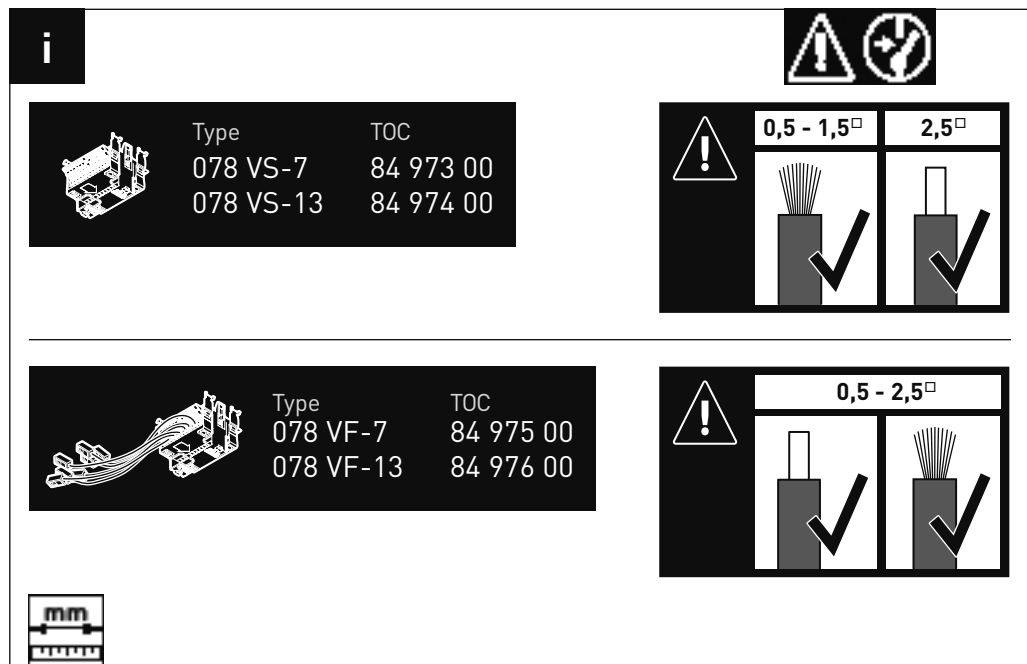 i
Type TOC
078 VS-7 84 973 00
078 VS-13 84 974 00
0,5 - 1,5□ 2,5□
Type TOC
078 VF-7 84 975 00
078 VF-13 84 976 00
0,5 - 2,5□
mm